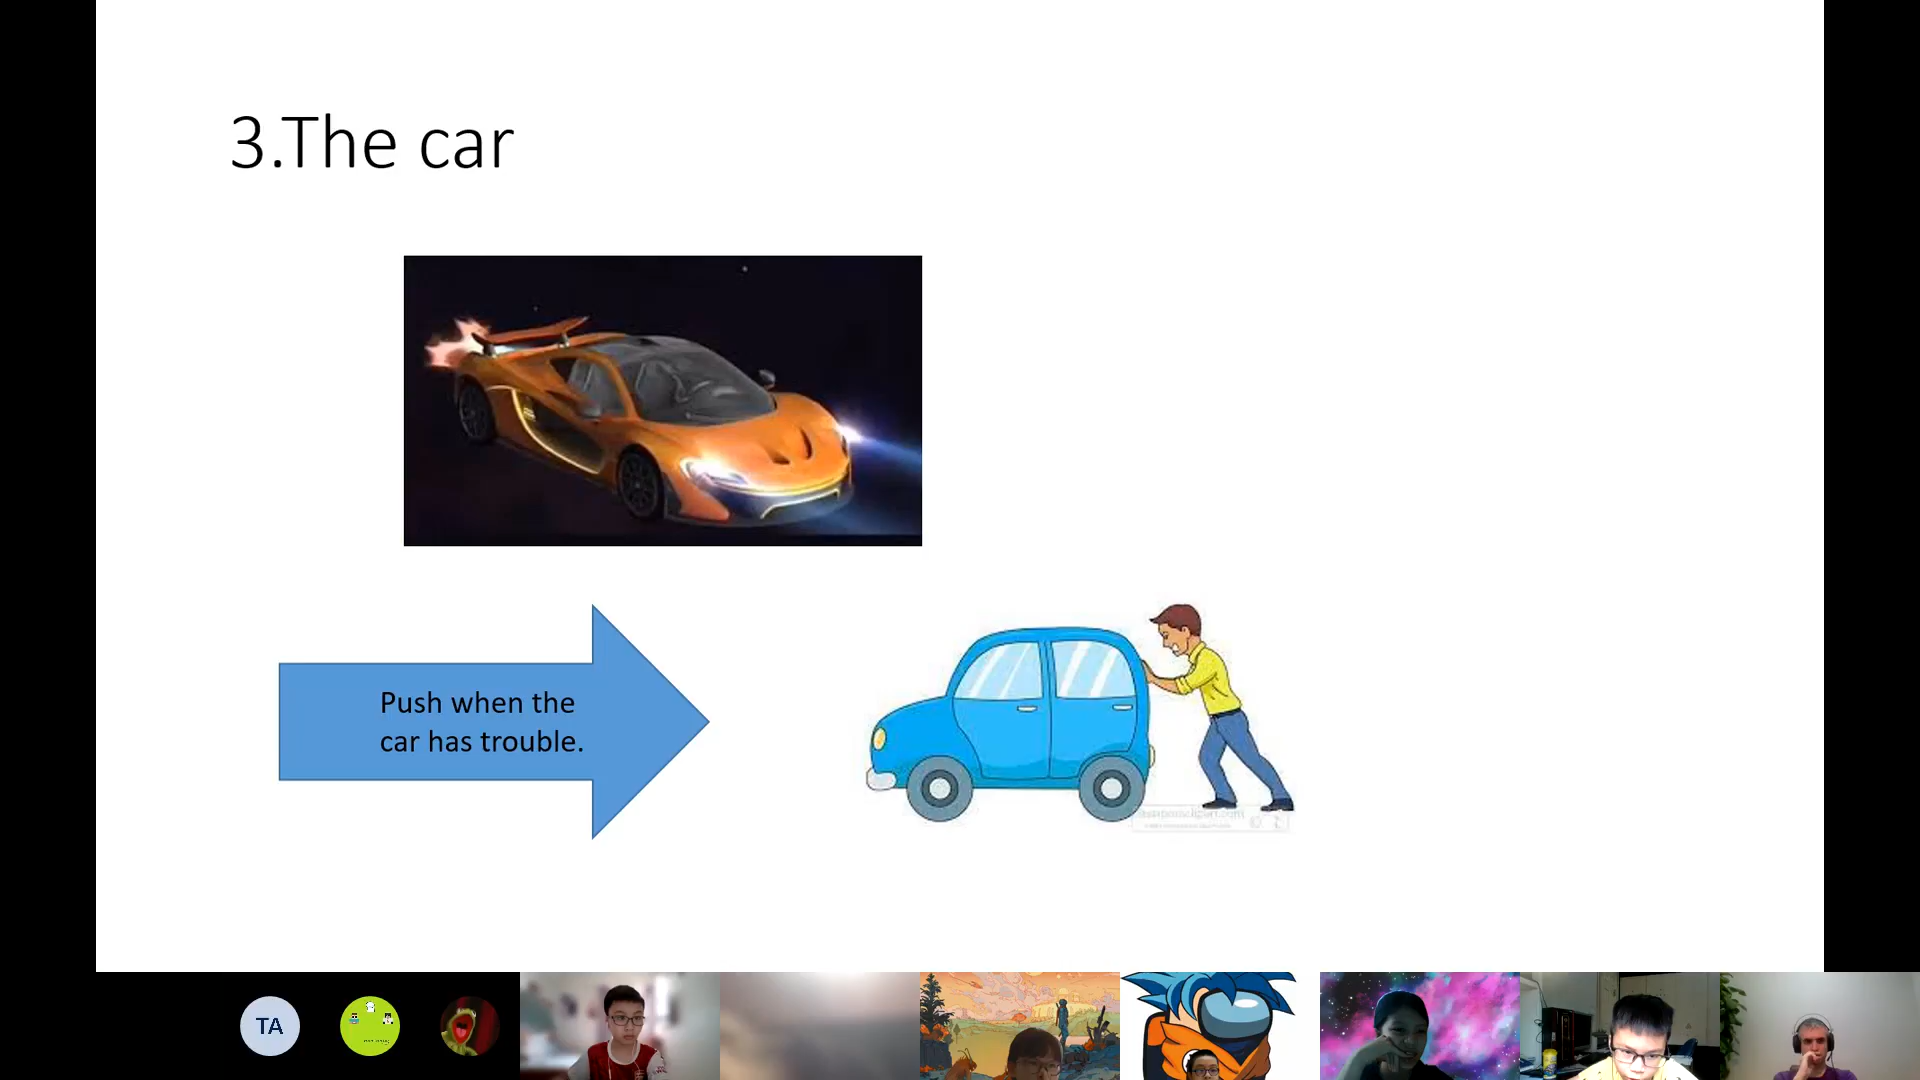 3.The car
Push when the
car has trouble.
TA